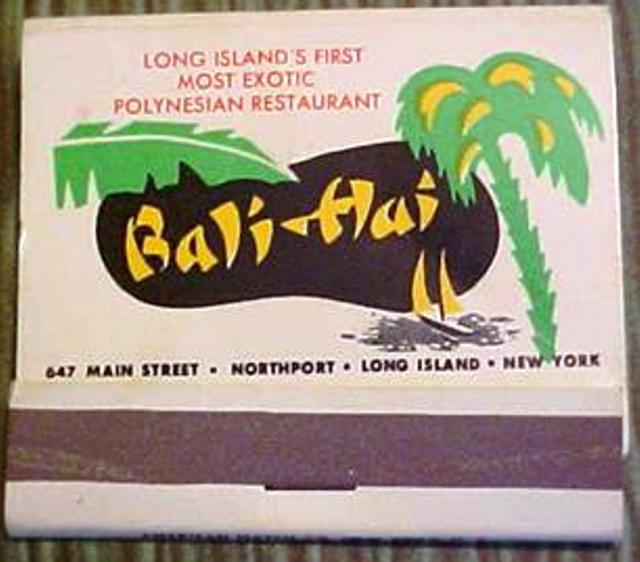 LONG ISLAND'S FIRST
MOST EXOTIC
POLYNESIAN RESTAURANT
Bali-Hai
647 MAIN STREET • NORTHPORT • LONG ISLAND • NEW YORK